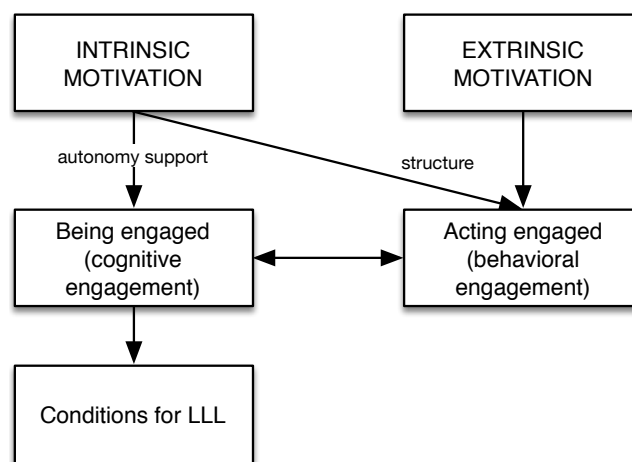 INTRINSIC
MOTIVATION
EXTRINSIC
MOTIVATION
autonomy support
structure
Being engaged
(cognitive
engagement)
Acting engaged
(behavioral
engagement)
Conditions for LLL